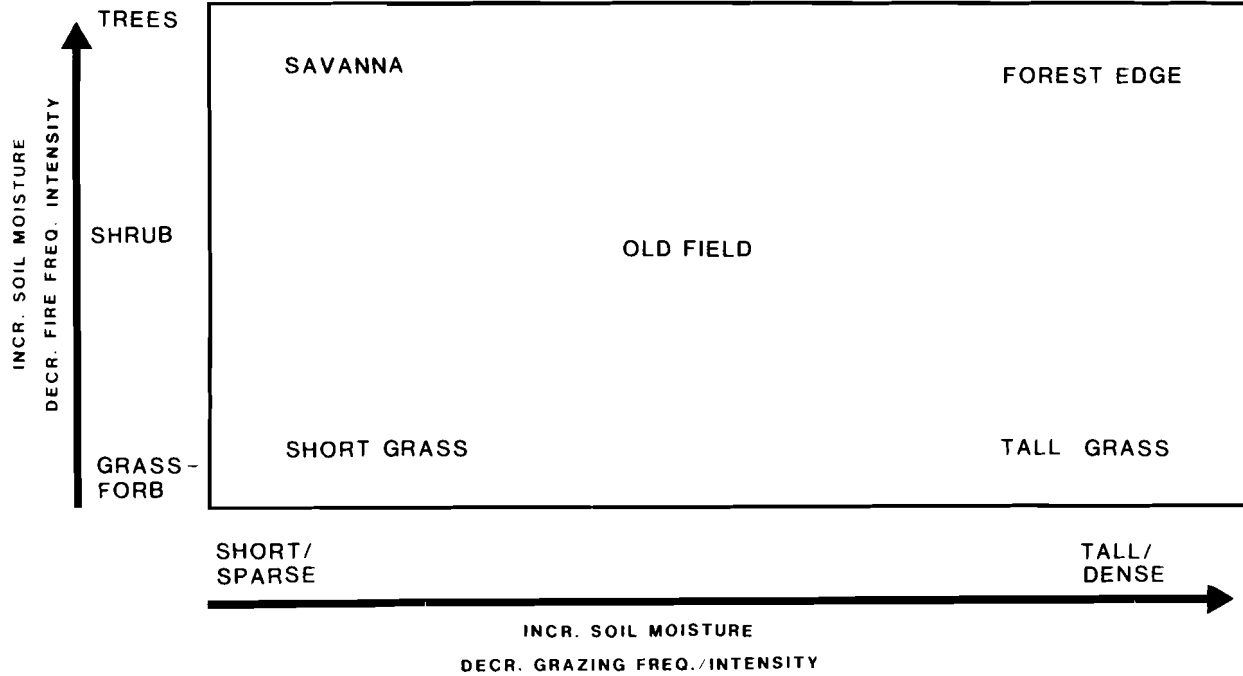 TREES
SAVANNA
FOREST EDGE
INCR. SOIL MOISTURE
DECR. FIRE FREQ. INTENSITY
SHRUB
OLD FIELD
SHORT GRASS
TALL GRASS
GRASS-
FORB
SHORT/
SPARSE
TALL/
DENSE
INCR. SOIL MOISTURE
DECR. GRAZING FREQ./INTENSITY